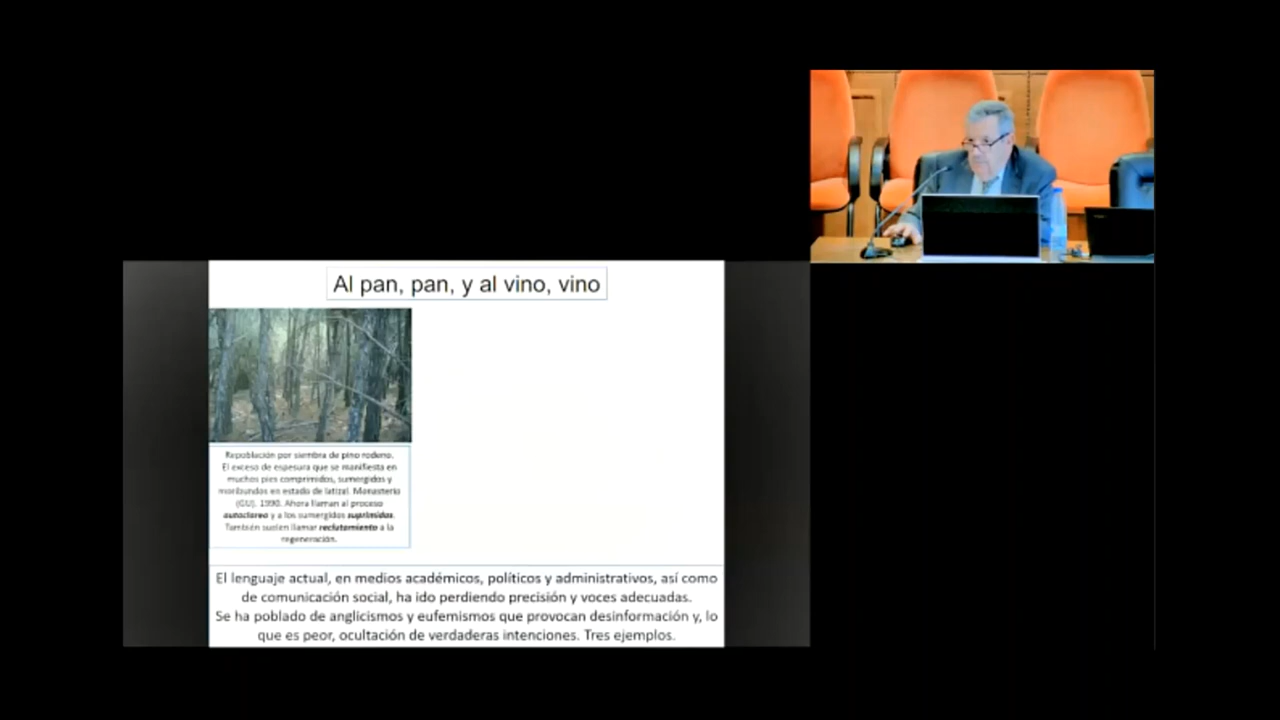 Al pan, pan, y al vino, vino
Repoblación por siembra de pino rodeno.
El exceso de espesura que se manifiesta en
muchos pies comprimidos, sumergidos y
moribundos en estado de latizal. Monasterio
(GU). 1990. Ahora llaman al proceso
autoclareo y a los sumergidos suprimidos.
También suelen llamar reclutamiento a la
regeneración.
El lenguaje actual, en medios académicos, políticos y administrativos, así como
de comunicación social, ha ido perdiendo precisión y voces adecuadas.
Se ha poblado de anglicismos y eufemismos que provocan desinformación y, lo
que es peor, ocultación de verdaderas intenciones. Tres ejemplos.